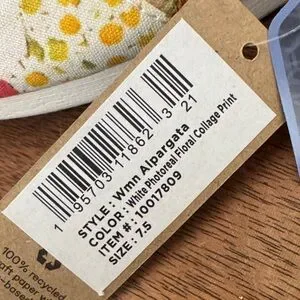 1 95703 11862 3 21
STYLE : Wmn Alpargata
COLOR : White Photoreal Floral Collage Print
ITEM # : 10017809
SIZE : 7.5
100% recycled